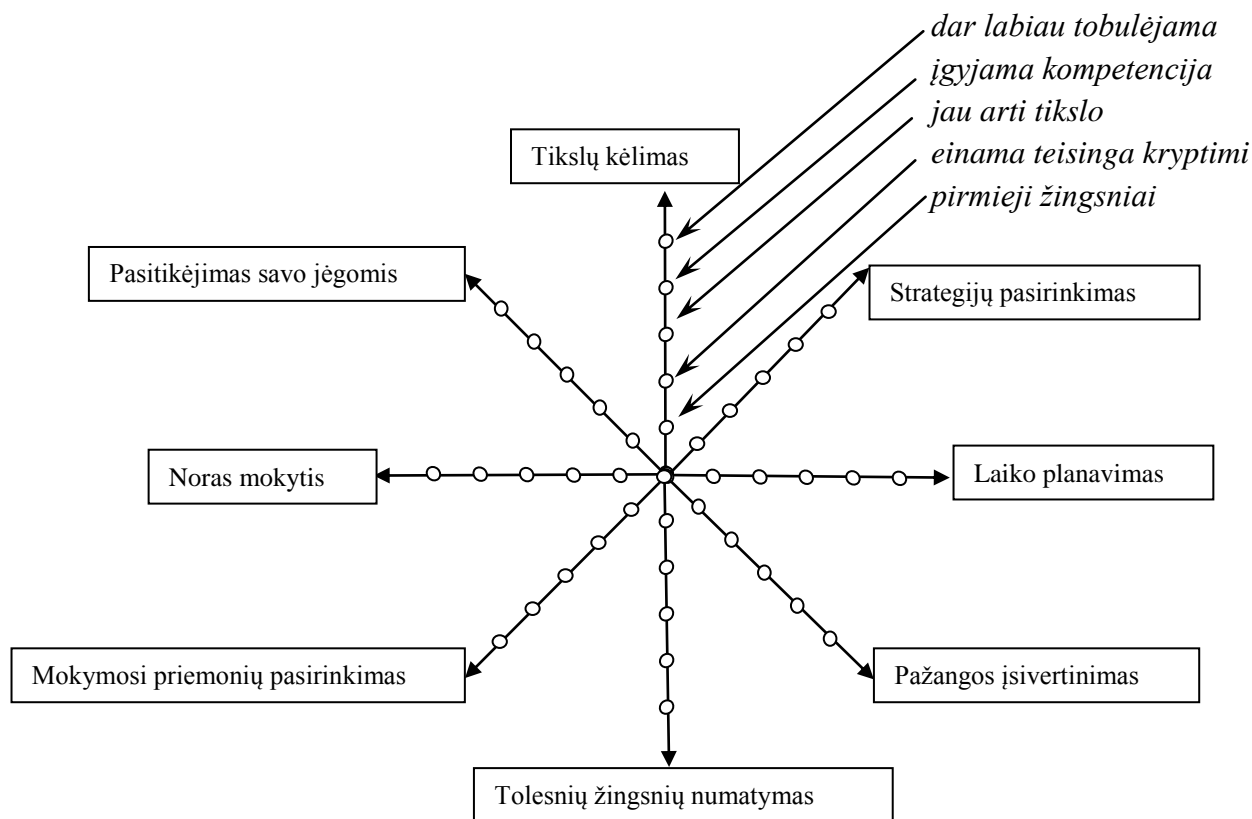 dar labiau tobulėjama
įgyjama kompetencija
jau arti tikslo
einama teisinga kryptimi
pirmieji žingsniai
Tikslų kėlimas
Pasitikėjimas savo jėgomis
Strategijų pasirinkimas
Noras mokytis
Laiko planavimas
Mokymosi priemonių pasirinkimas
Pažangos įsivertinimas
Tolesnių žingsnių numatymas